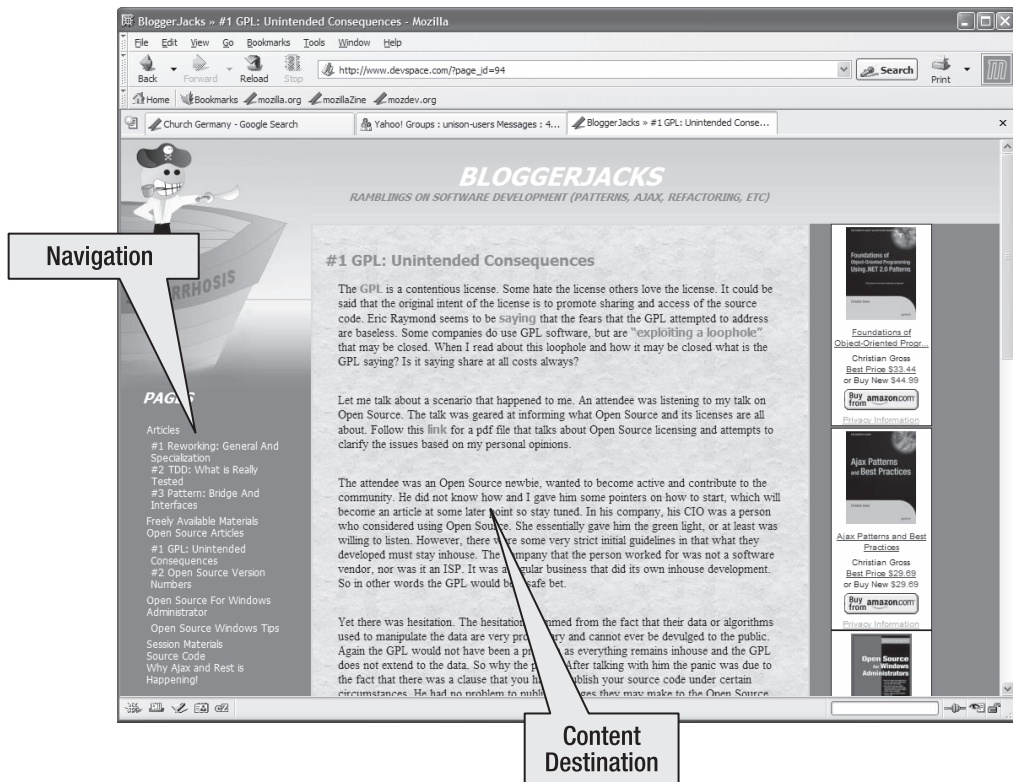 BloggerJacks » #1 GPL: Unintended Consequences - Mozilla
File Edit View Go Bookmarks Tools Window Help
Back Forward Reload Stop
http://www.devspace.com/?page_id=94
Search
Print
Home Bookmarks mozilla.org mozillaZine mozdev.org
Church Germany - Google Search
Yahoo! Groups : unison-users Messages : 4...
BloggerJacks » #1 GPL: Unintended Conse...
BLOGGERJACKS
RAMBLINGS ON SOFTWARE DEVELOPMENT (PATTERNS, AJAX, REFACTORING, ETC)
Navigation
PAGES
Articles
#1 Reworking: General And
Specialization
#2 TDD: What is Really
Tested
#3 Pattern: Bridge And
Interfaces
Freely Available Materials
Open Source Articles
#1 GPL: Unintended
Consequences
#2 Open Source Version
Numbers
Open Source For Windows
Administrator
Open Source Windows Tips
Session Materials
Source Code
Why Ajax and Rest is
Happening!
#1 GPL: Unintended Consequences
The GPL is a contentious license. Some hate the license others love the license. It could be
said that the original intent of the license is to promote sharing and access of the source
code. Eric Raymond seems to be saying that the fears that the GPL attempted to address
are baseless. Some companies do use GPL software, but are "exploiting a loophole"
that may be closed. When I read about this loophole and how it may be closed what is the
GPL saying? Is it saying share at all costs always?
Let me talk about a scenario that happened to me. An attendee was listening to my talk on
Open Source. The talk was geared at informing what Open Source and its licenses are all
about. Follow this link for a pdf file that talks about Open Source licensing and attempts to
clarify the issues based on my personal opinions.
The attendee was an Open Source newbie, wanted to become active and contribute to the
community. He did not know how and I gave him some pointers on how to start, which will
become an article at some later point so stay tuned. In his company, his CIO was a person
who considered using Open Source. She essentially gave him the green light, or at least was
willing to listen. However, there were some very strict initial guidelines in that what they
developed must stay inhouse. The company that the person worked for was not a software
vendor, nor was it an ISP. It was a regular business that did its own inhouse development.
So in other words the GPL would be safe bet.
Yet there was hesitation. The hesitation stemmed from the fact that their data or algorithms
used to manipulate the data are very and cannot ever be devulged to the public.
Again the GPL would not have been a as everything remains inhouse and the GPL
does not extend to the data. So why the After talking with him the panic was due to
the fact that there was a clause that you publish your source code under certain
circumstances. He had no problem to they may make to the Open Source
Content
Destination
Foundations of
Object-Oriented Programming
Using .NET 2.0 Patterns
Foundations of
Object-Oriented Progr...
Christian Gross
Best Price $33.44
or Buy New $44.99
Buy from amazon.com
Privacy Information
Ajax Patterns
and Best Practices
Ajax Patterns and Best
Practices
Christian Gross
Best Price $29.69
or Buy New $29.69
Buy from amazon.com
Privacy Information
Open Source
for Windows
Administrators